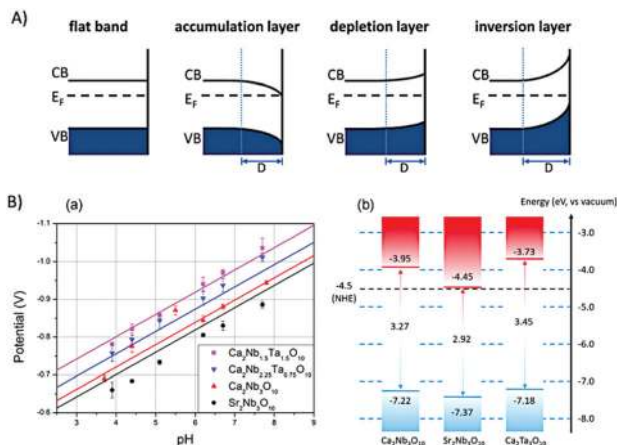 A)
flat band
accumulation layer
depletion layer
inversion layer
CB
CB
CB
CB
E_F
E_F
E_F
E_F
VB
VB
VB
VB
D
D
D
B)
(a)
Potential (V)
-1.1
-1.0
-0.9
-0.8
-0.7
-0.6
3
4
5
6
7
8
9
pH
Ca₂Nb₁.₅Ta₁.₅O₁₀
Ca₂Nb₂.₂₅Ta₀.₇₅O₁₀
Ca₂Nb₃O₁₀
Sr₂Nb₃O₁₀
(b)
Energy (eV, vs vacuum)
-3.0
-4.0
-5.0
-6.0
-7.0
-8.0
-4.5
(NHE)
-3.95
-4.45
-3.73
3.27
2.92
3.45
-7.22
-7.37
-7.18
Ca₂Nb₃O₁₀
Sr₂Nb₃O₁₀
Ca₂Ta₃O₁₀